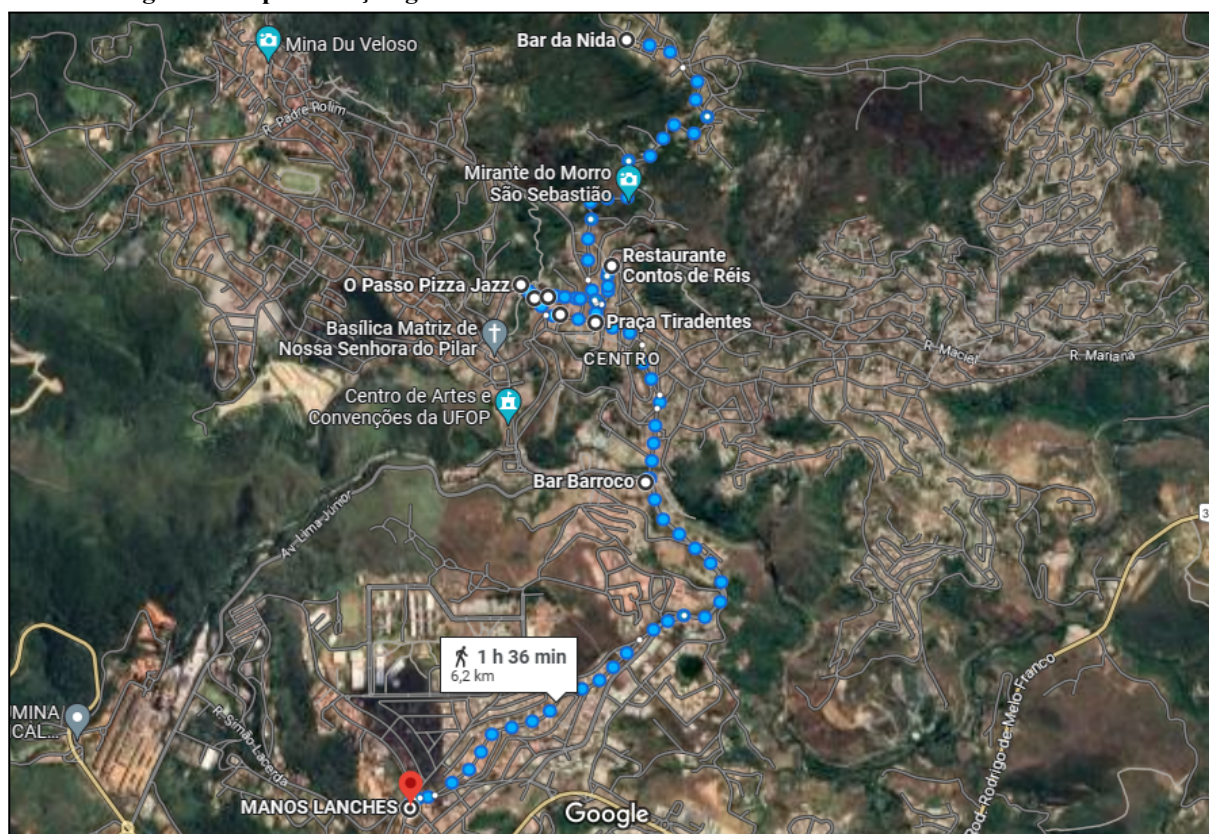 Bar da Nida
Mina Du Veloso
R. Padre Rolim
Mirante do Morro
São Sebastião
Restaurante
Contos de Réis
O Passo Pizza Jazz
Praça Tiradentes
Basílica Matriz de
Nossa Senhora do Pilar
CENTRO
R. Maciel
R. Mariana
Centro de Artes e
Convenções da UFOP
Bar Barroco
Av. Lima Júnior
3
1 h 36 min
6,2 km
Rod. Rodrigo de Melo Franco
UMINA
CAL...
R. Simão Lacerda
MANOS LANCHES
Google